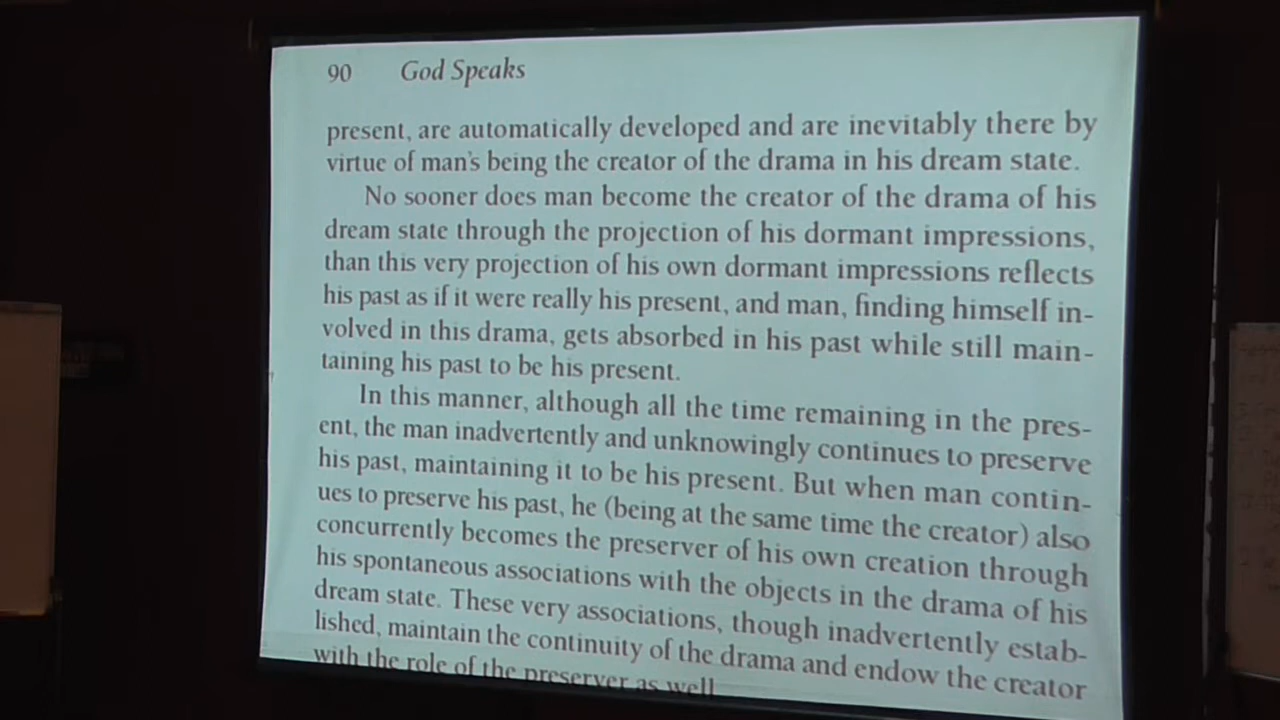 90 God Speaks
present, are automatically developed and are inevitably there by
virtue of man's being the creator of the drama in his dream state.
No sooner does man become the creator of the drama of his
dream state through the projection of his dormant impressions,
than this very projection of his own dormant impressions reflects
his past as if it were really his present, and man, finding himself in-
volved in this drama, gets absorbed in his past while still main-
taining his past to be his present.
In this manner, although all the time remaining in the pres-
ent, the man inadvertently and unknowingly continues to preserve
his past, maintaining it to be his present. But when man contin-
ues to preserve his past, he (being at the same time the creator) also
concurrently becomes the preserver of his own creation through
his spontaneous associations with the objects in the drama of his
dream state. These very associations, though inadvertently estab-
lished, maintain the continuity of the drama and endow the creator
with the role of the preserver as well